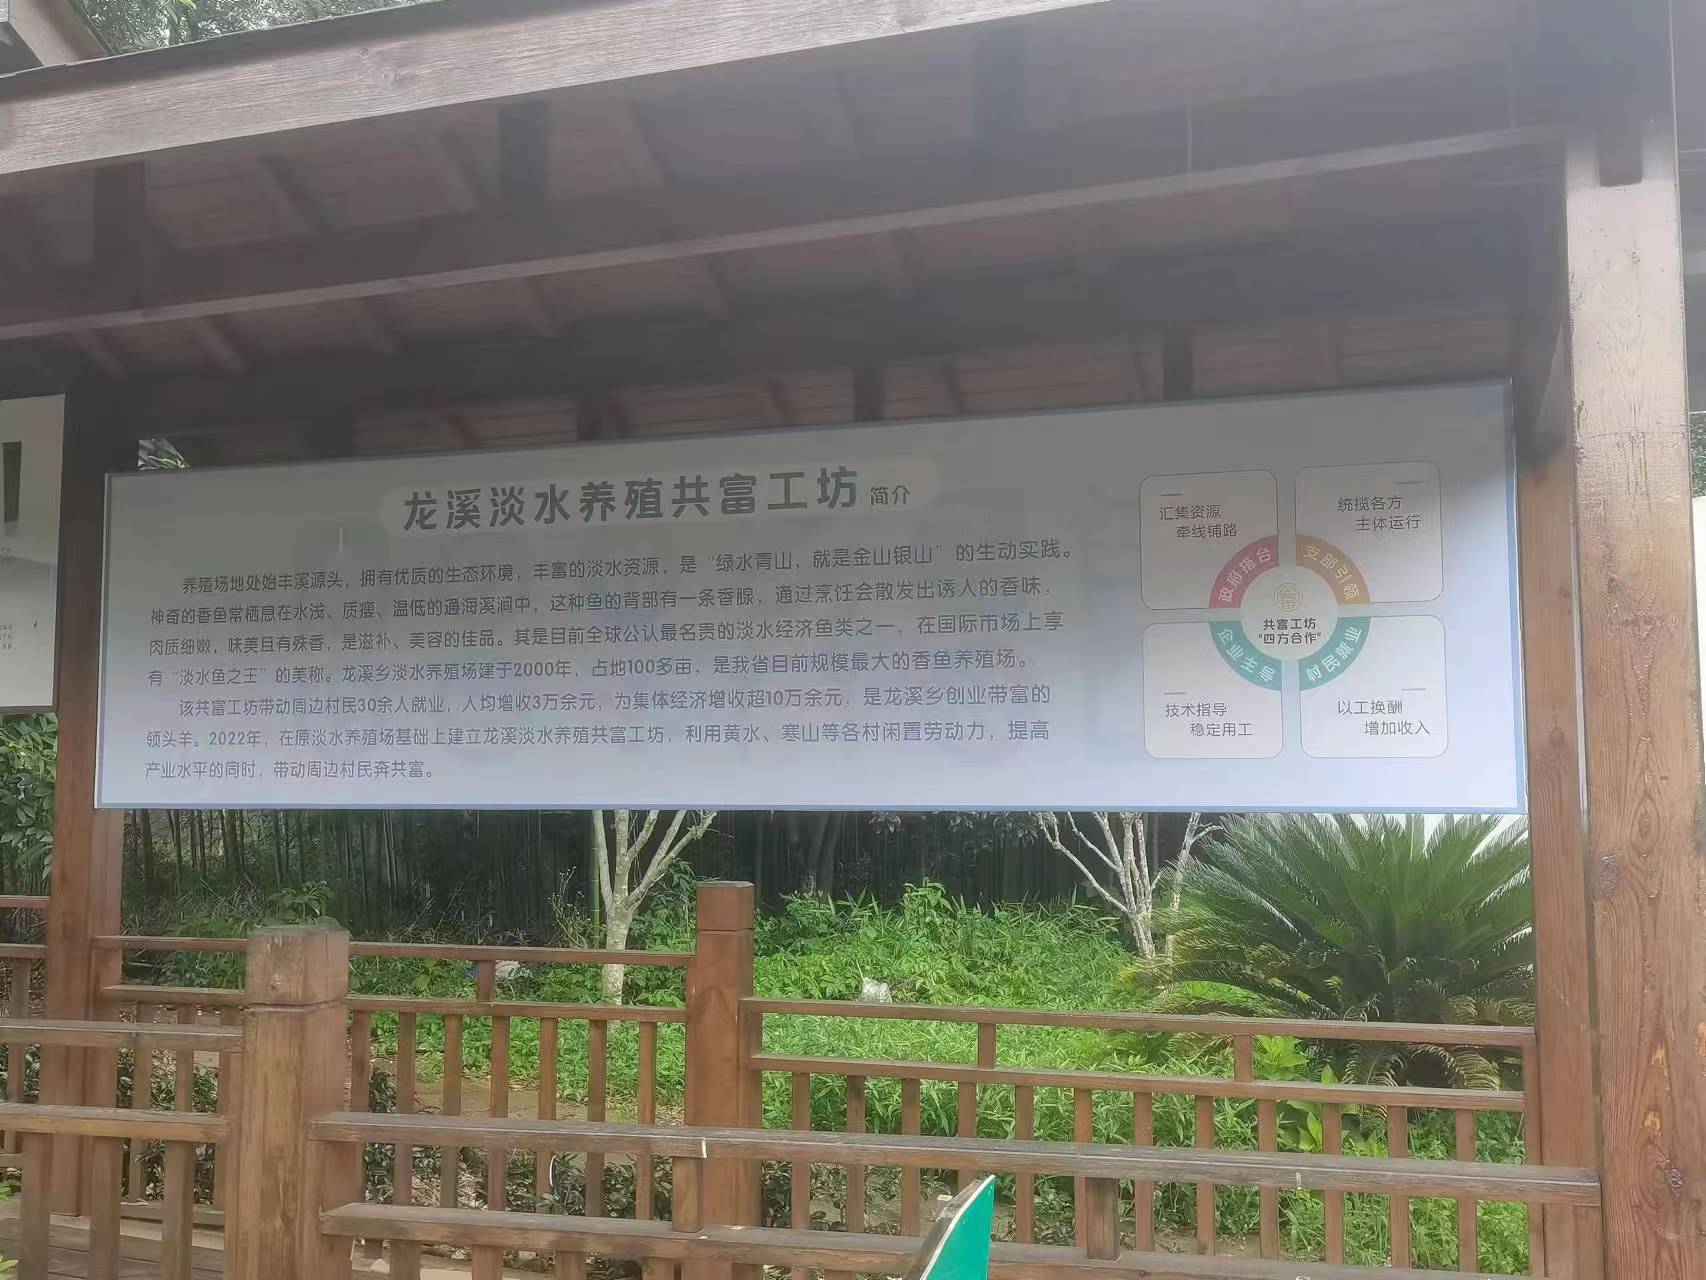 龙溪淡水养殖共富工坊 简介
养殖场地处始丰溪源头，拥有优质的生态环境，丰富的淡水资源，是“绿水青山，就是金山银山”的生动实践。
神奇的香鱼常栖息在水浅、质瘦、温低的通海溪涧中，这种鱼的背部有一条香腺，通过烹饪会散发出诱人的香味，
肉质细嫩，味美且有殊香，是滋补、美容的佳品。其是目前全球公认最名贵的淡水经济鱼类之一，在国际市场上享
有“淡水鱼之王”的美称。龙溪乡淡水养殖场建于2000年，占地100多亩，是我省目前规模最大的香鱼养殖场。
该共富工坊带动周边村民30余人就业，人均增收3万余元，为集体经济增收超10万余元，是龙溪乡创业带富的
领头羊。2022年，在原淡水养殖场基础上建立龙溪淡水养殖共富工坊，利用黄水、寒山等各村闲置劳动力，提高
产业水平的同时，带动周边村民奔共富。
汇集资源
牵线铺路
统揽各方
主体运行
政府搭台
支部引领
共富工坊
“四方合作”
企业主营
村民就业
技术指导
稳定用工
以工换酬
增加收入